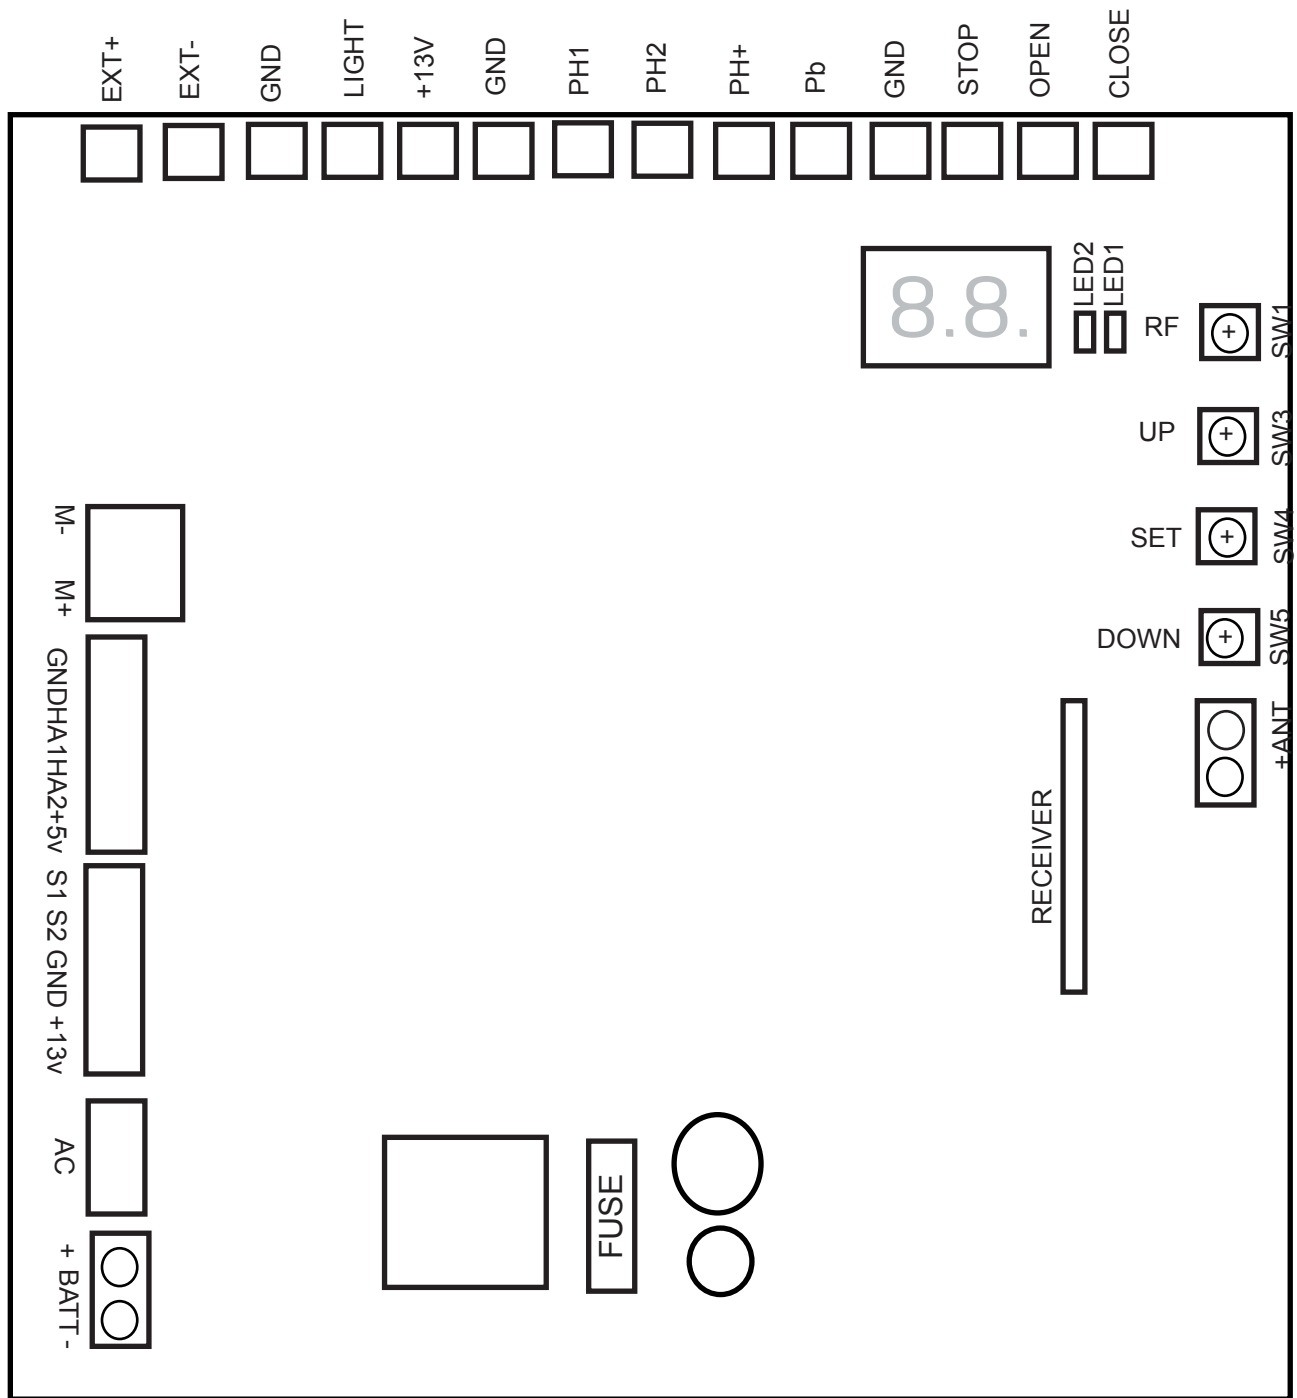 EXT+
EXT-
GND
LIGHT
+13V
GND
PH1
PH2
PH+
Pb
GND
STOP
OPEN
CLOSE
8.8.
LED2
LED1
RF
SW1
UP
SW3
SET
SW4
DOWN
SW5
+ANT
RECEIVER
M- M+
GNDHA1HA2+5v
S1 S2 GND +13v
AC
+ BATT -
FUSE